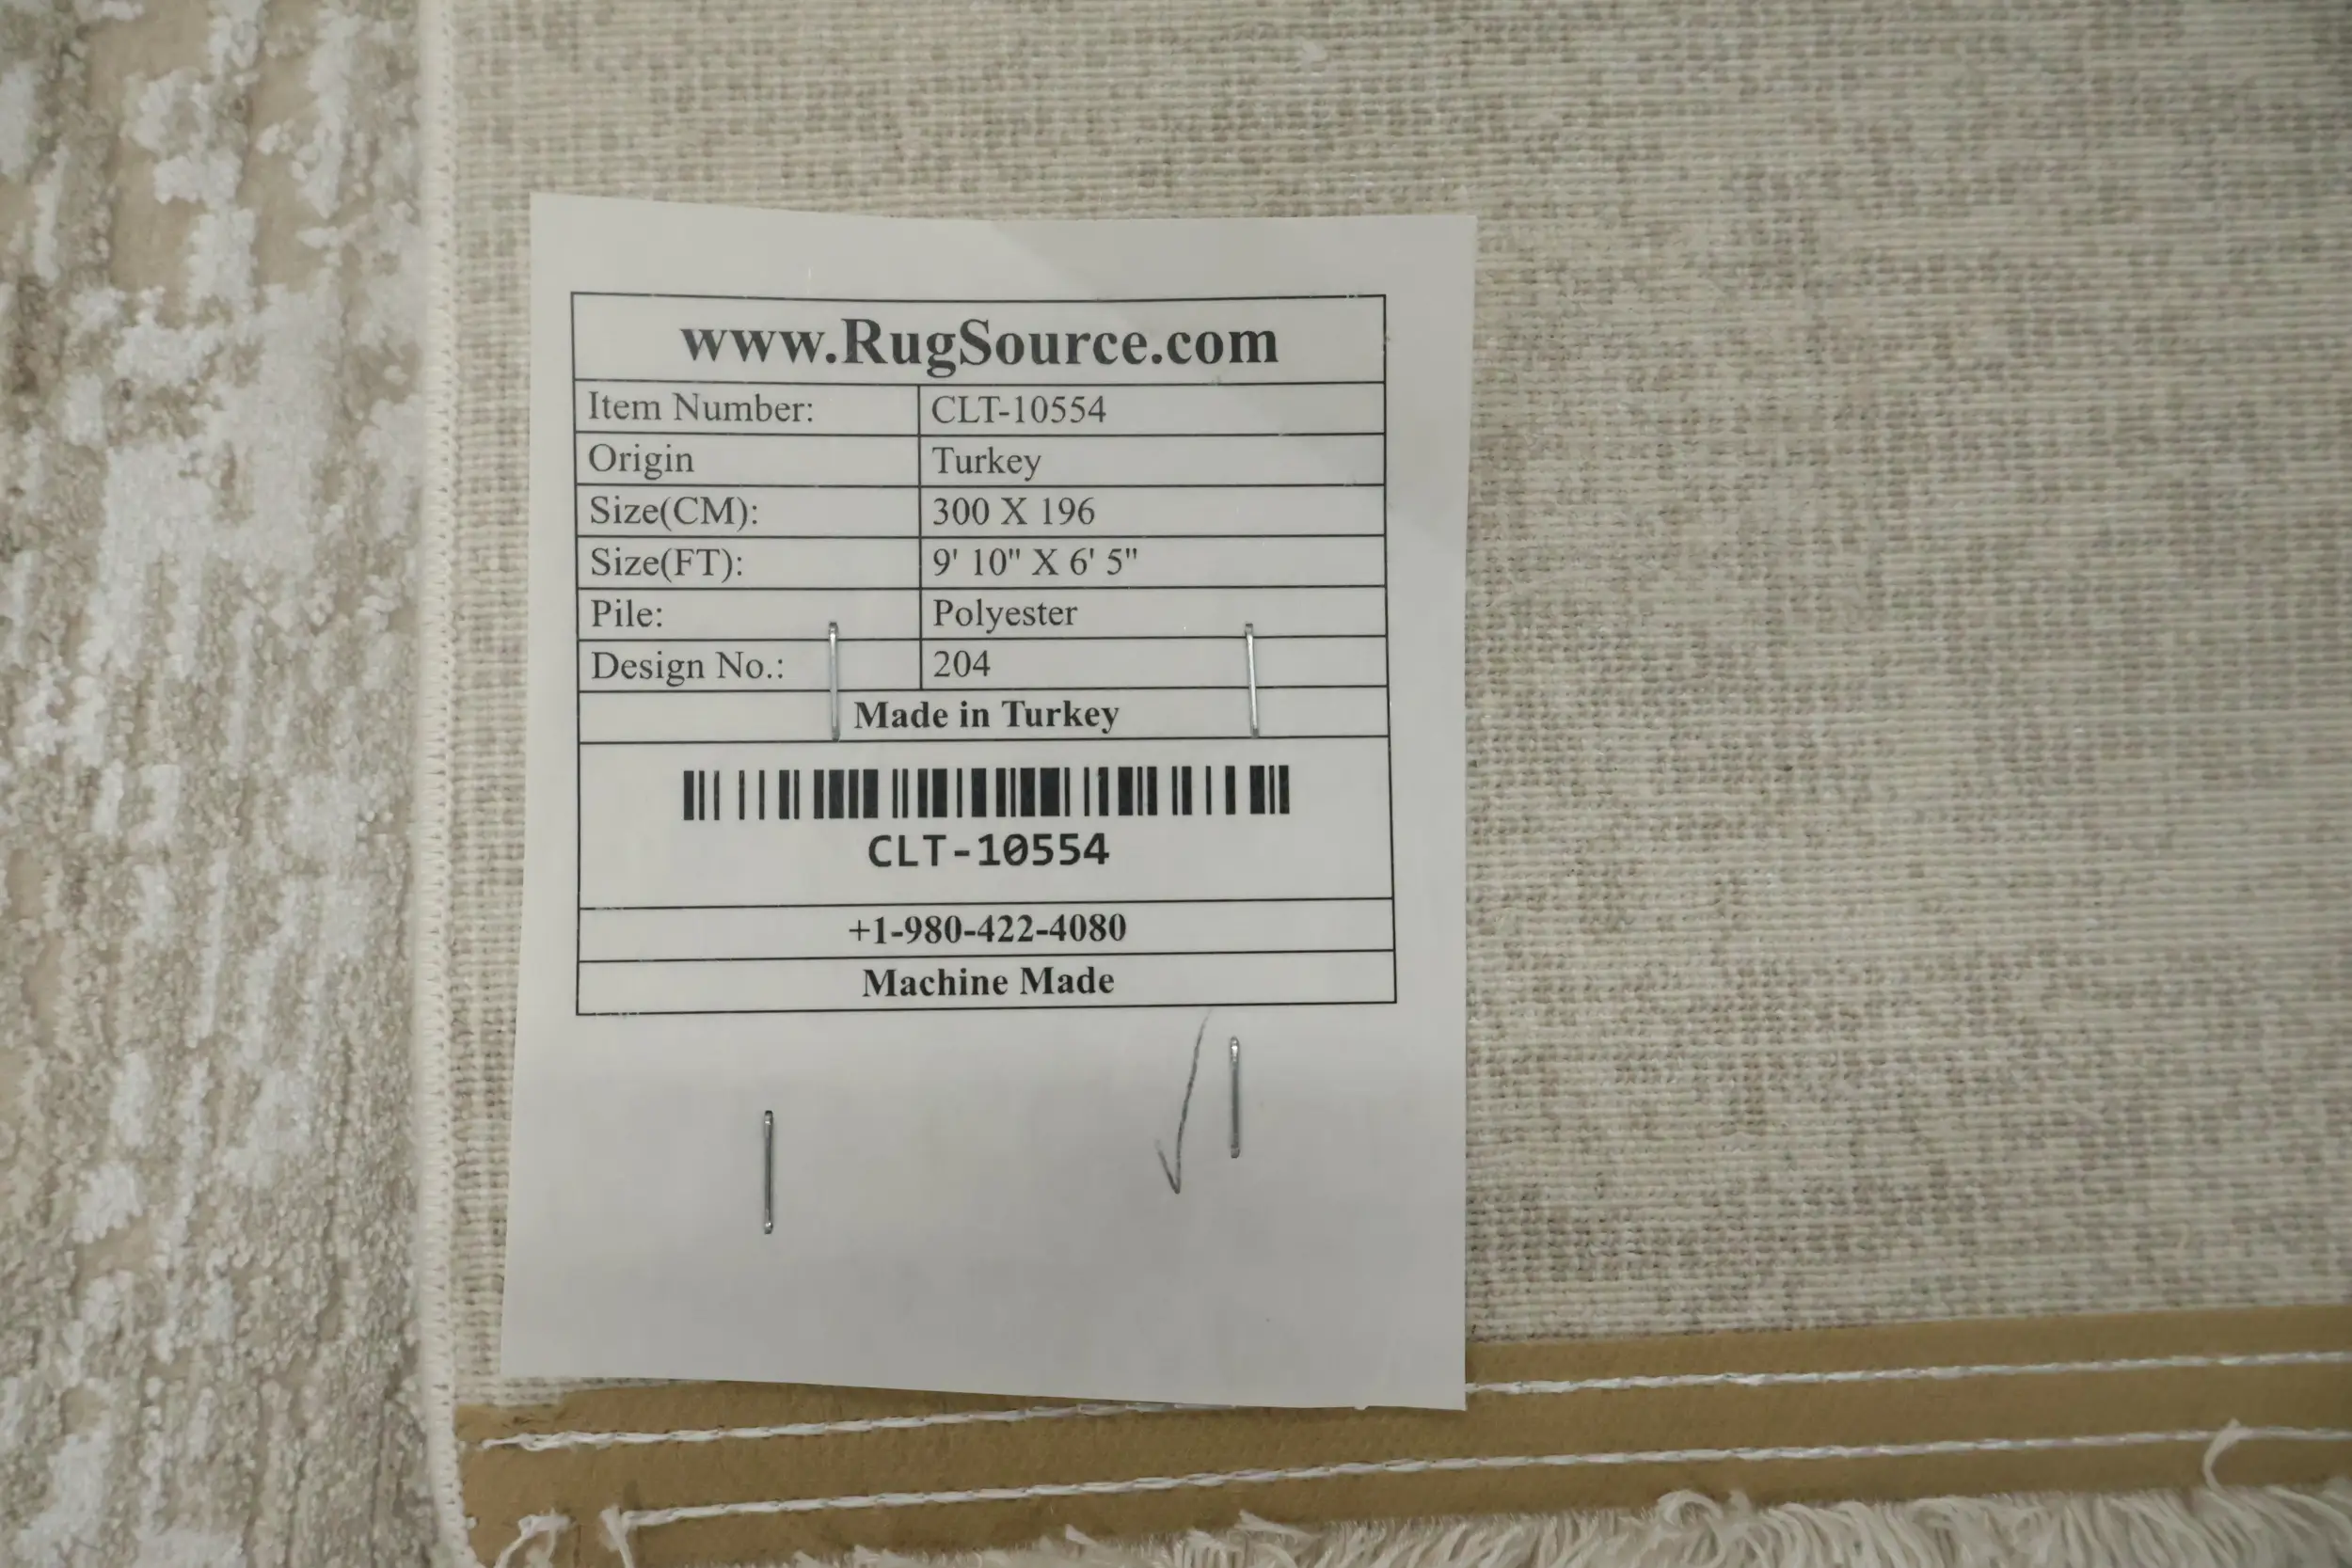 www.RugSource.com
Item Number: CLT-10554
Origin Turkey
Size(CM): 300 X 196
Size(FT): 9' 10" X 6' 5"
Pile: Polyester
Design No.: 204
Made in Turkey
CLT-10554
+1-980-422-4080
Machine Made